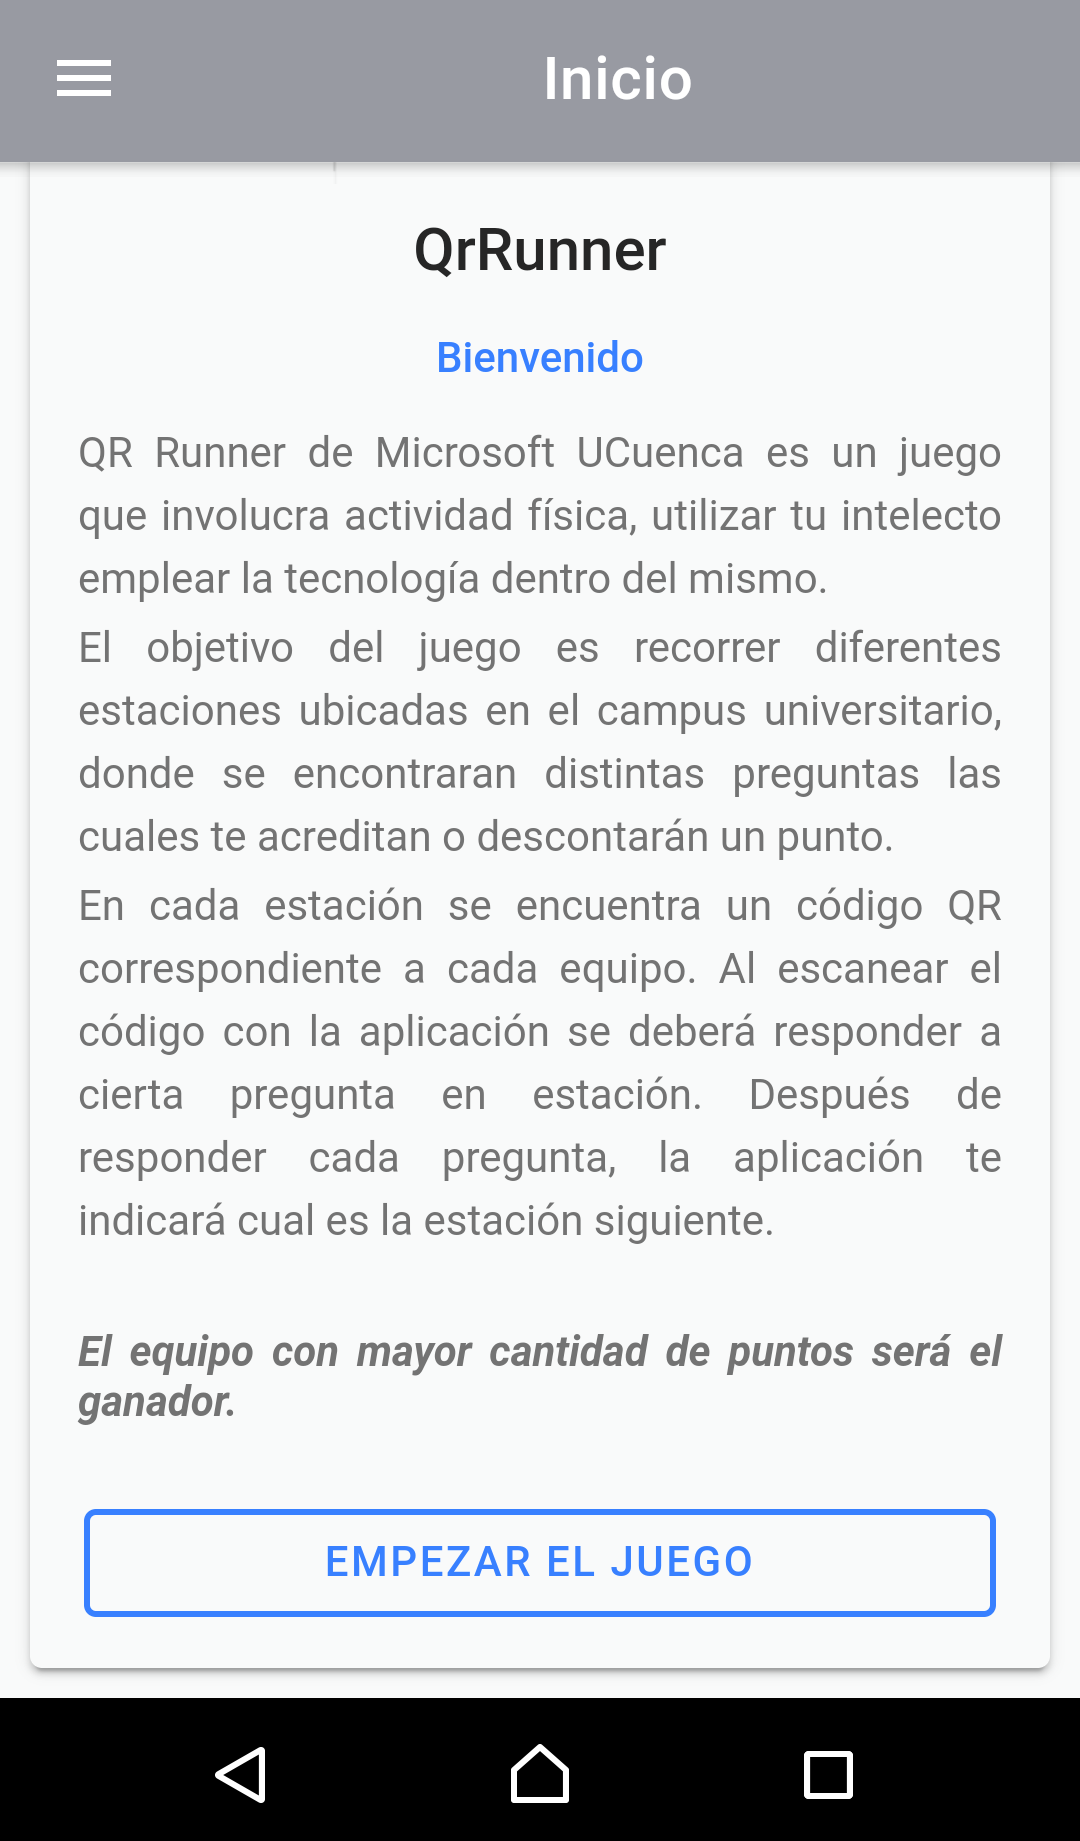 Inicio
QrRunner
Bienvenido
QR Runner de Microsoft UCuenca es un juego
que involucra actividad física, utilizar tu intelecto
emplear la tecnología dentro del mismo.
El objetivo del juego es recorrer diferentes
estaciones ubicadas en el campus universitario,
donde se encontraran distintas preguntas las
cuales te acreditan o descontarán un punto.
En cada estación se encuentra un código QR
correspondiente a cada equipo. Al escanear el
código con la aplicación se deberá responder a
cierta pregunta en estación. Después de
responder cada pregunta, la aplicación te
indicará cual es la estación siguiente.
El equipo con mayor cantidad de puntos será el
ganador.
EMPEZAR EL JUEGO